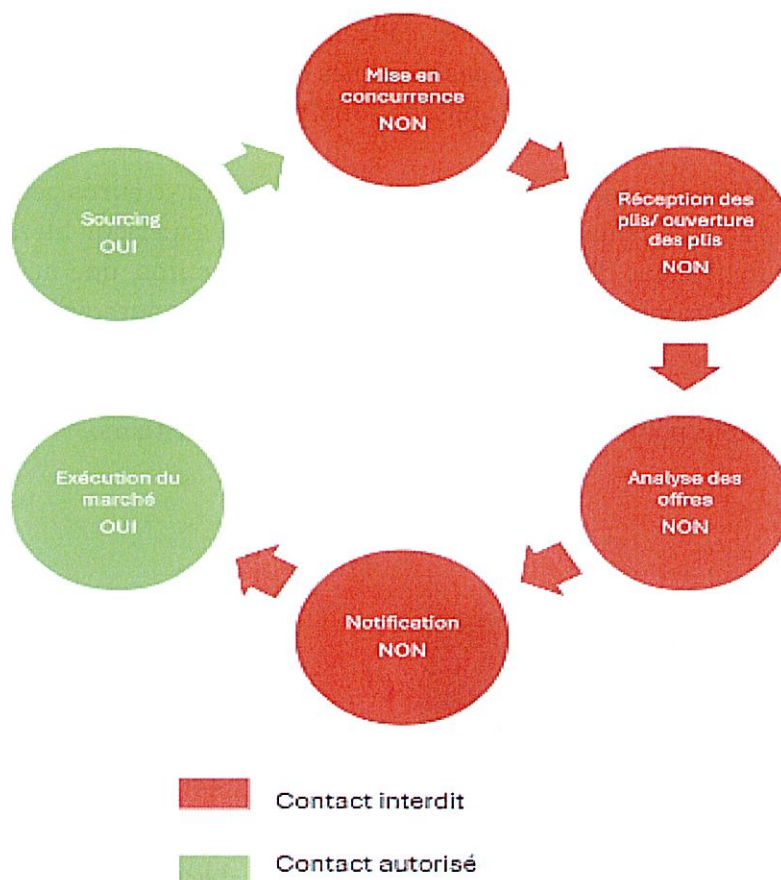 Mise en
concurrence
NON
Réception des
plis/ ouverture
des plis
NON
Sourcing
OUI
Analyse des
offres
NON
Exécution du
marché
OUI
Notification
NON
Contact interdit
Contact autorisé